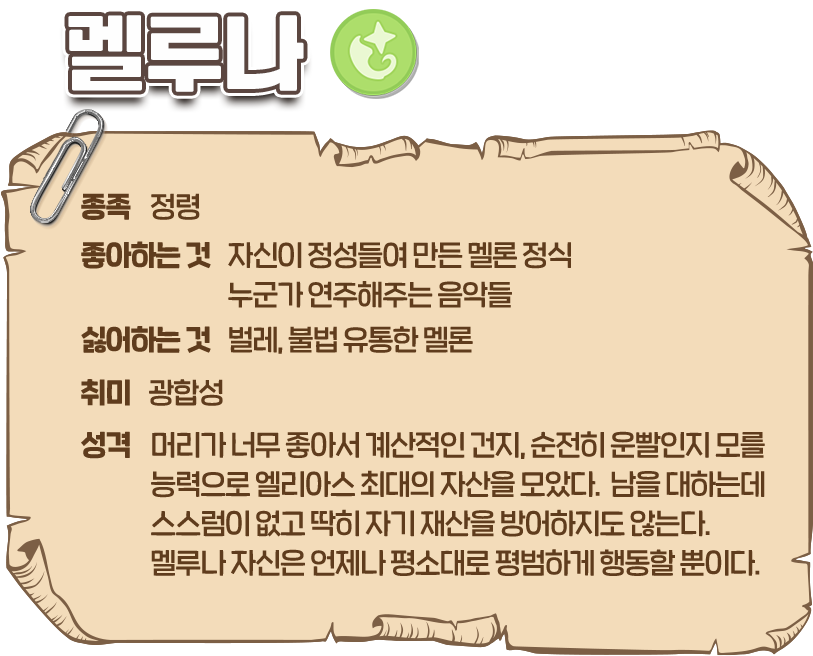 멜루나
종족 정령
좋아하는 것 자신이 정성들여 만든 멜론 정식
누군가 연주해주는 음악들
싫어하는 것 벌레, 불법 유통한 멜론
취미 광합성
성격 머리가 너무 좋아서 계산적인 건지, 순전히 운빨인지 모를
능력으로 엘리아스 최대의 자산을 모았다. 남을 대하는데
스스럼이 없고 딱히 자기 재산을 방어하지도 않는다.
멜루나 자신은 언제나 평소대로 평범하게 행동할 뿐이다.